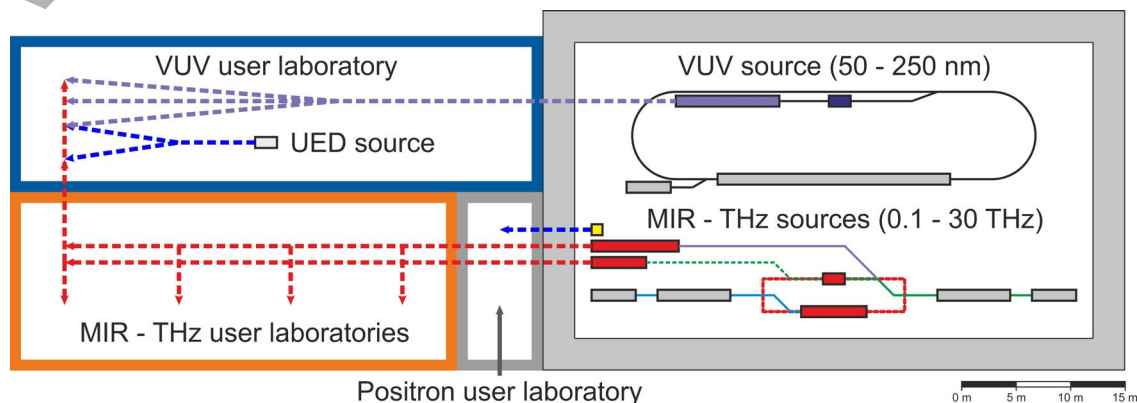 VUV user laboratory
VUV source (50 - 250 nm)
UED source
MIR - THz sources (0.1 - 30 THz)
MIR - THz user laboratories
Positron user laboratory
0 m 5 m 10 m 15 m